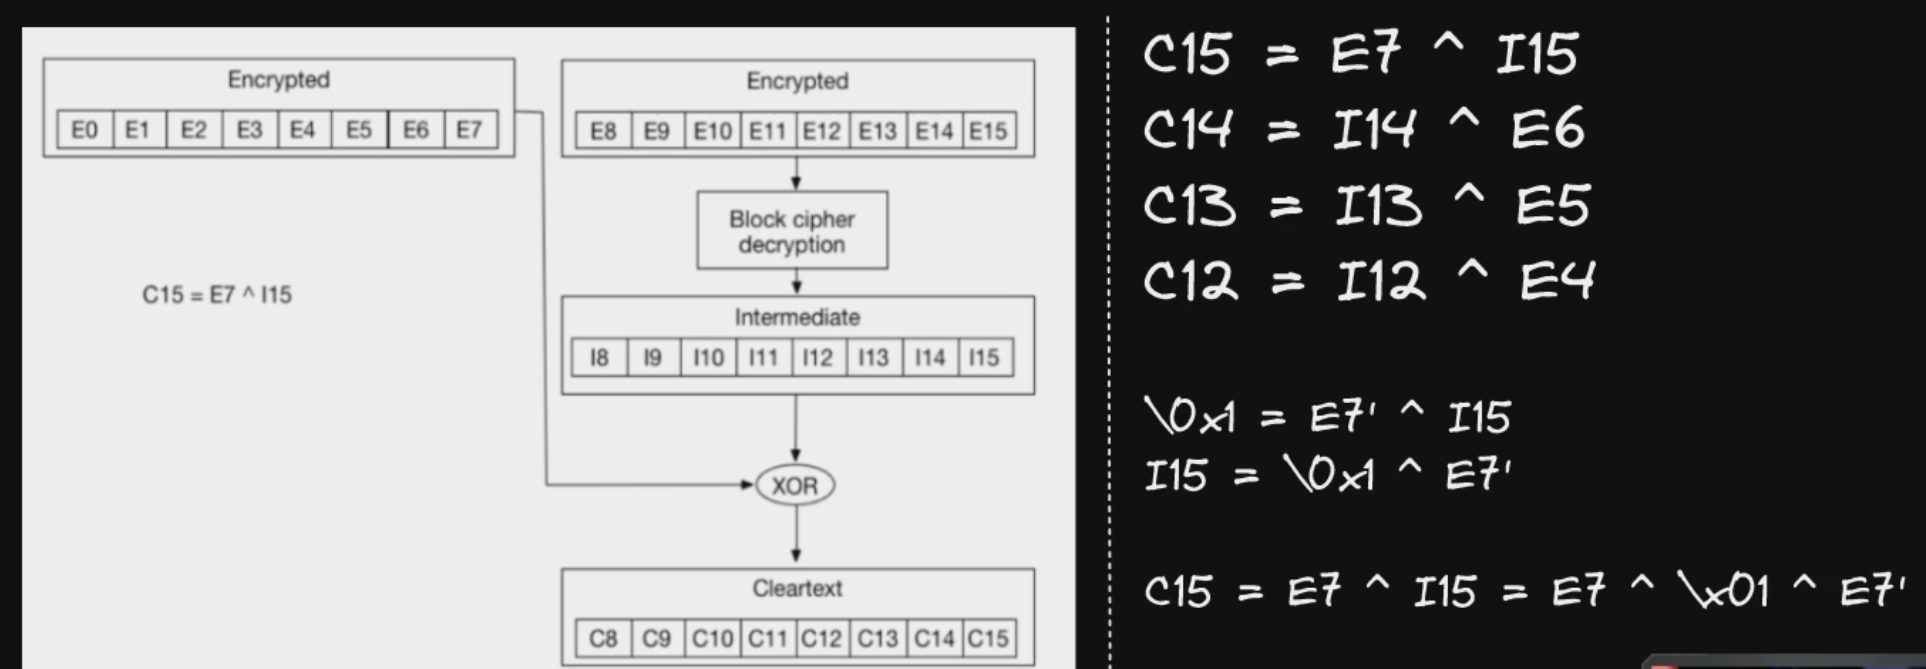 Encrypted
E0 E1 E2 E3 E4 E5 E6 E7
Encrypted
E8 E9 E10 E11 E12 E13 E14 E15
Block cipher
decryption
C15 = E7 ^ I15
Intermediate
I8 I9 I10 I11 I12 I13 I14 I15
XOR
Cleartext
C8 C9 C10 C11 C12 C13 C14 C15
C15 = E7 ^ I15
C14 = I14 ^ E6
C13 = I13 ^ E5
C12 = I12 ^ E4
\0x1 = E7' ^ I15
I15 = \0x1 ^ E7'
C15 = E7 ^ I15 = E7 ^ \x01 ^ E7'